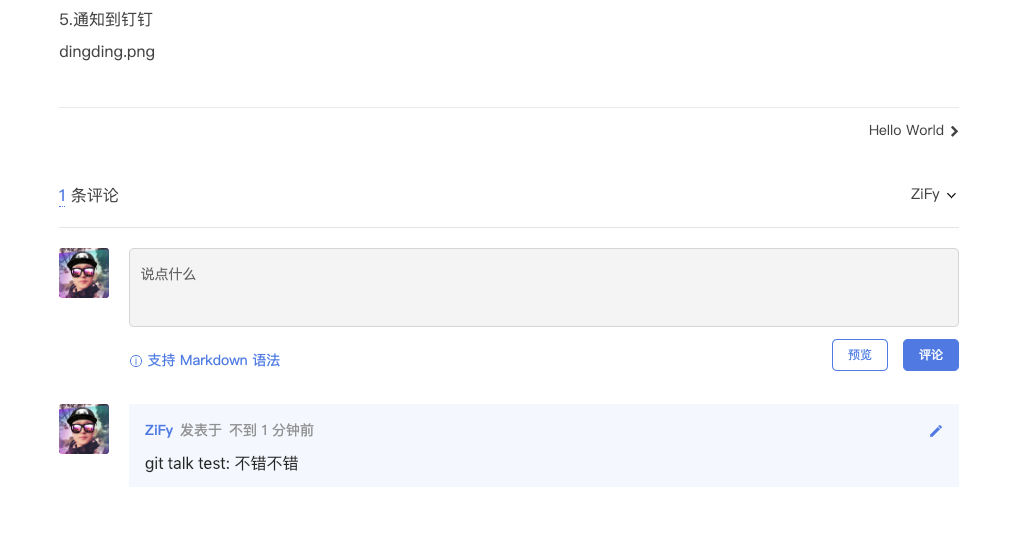 5.通知到钉钉
dingding.png
Hello World
1 条评论
ZiFy
说点什么
支持 Markdown 语法
预览
评论
ZiFy 发表于 不到 1 分钟前
git talk test: 不错不错